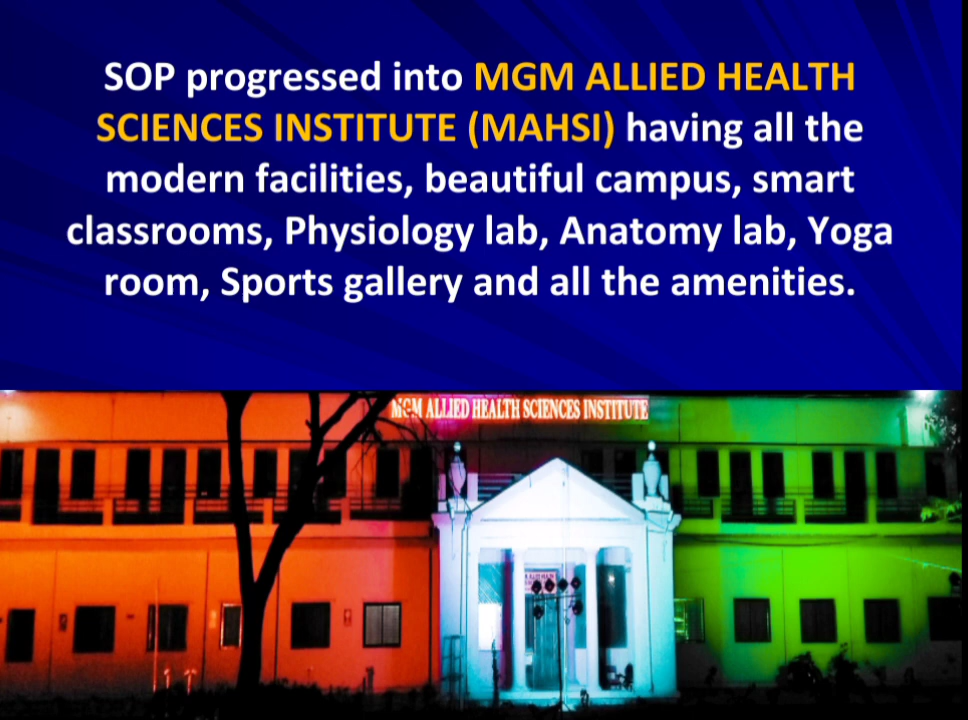 SOP progressed into MGM ALLIED HEALTH
SCIENCES INSTITUTE (MAHSI) having all the
modern facilities, beautiful campus, smart
classrooms, Physiology lab, Anatomy lab, Yoga
room, Sports gallery and all the amenities.
MGM ALLIED HEALTH SCIENCES INSTITUTE